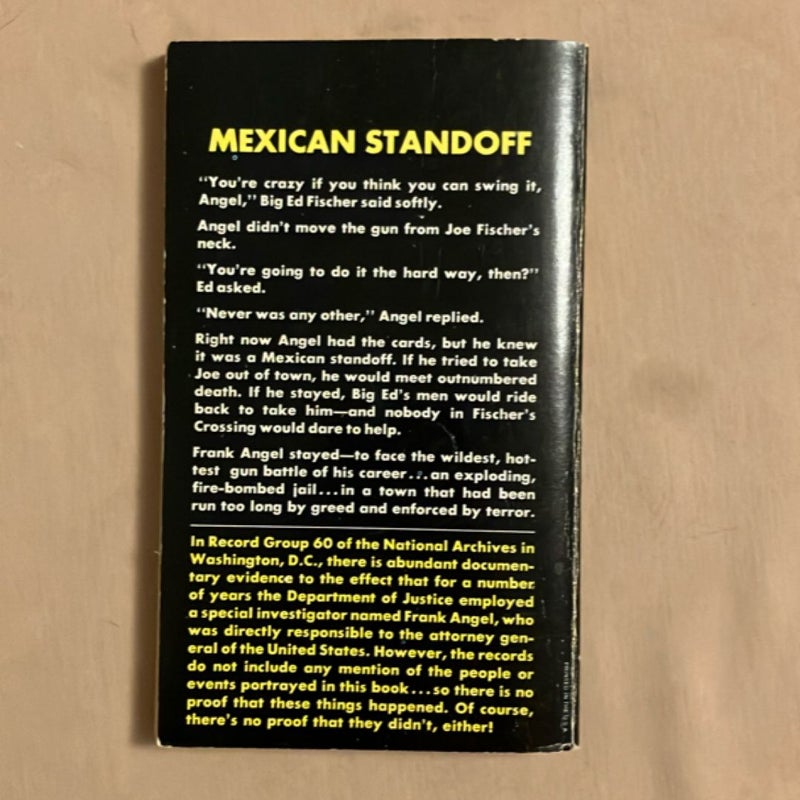 MEXICAN STANDOFF
“You’re crazy if you think you can swing it,
Angel,” Big Ed Fischer said softly.
Angel didn’t move the gun from Joe Fischer’s
neck.
“You’re going to do it the hard way, then?”
Ed asked.
“Never was any other,” Angel replied.
Right now Angel had the cards, but he knew
it was a Mexican standoff. If he tried to take
Joe out of town, he would meet outnumbered
death. If he stayed, Big Ed’s men would ride
back to take him—and nobody in Fischer’s
Crossing would dare to help.
Frank Angel stayed—to face the wildest, hot-
test gun battle of his career...an exploding,
fire-bombed jail...in a town that had been
run too long by greed and enforced by terror.
In Record Group 60 of the National Archives in
Washington, D.C., there is abundant documen-
tary evidence to the effect that for a number
of years the Department of Justice employed
a special investigator named Frank Angel, who
was directly responsible to the attorney gen-
eral of the United States. However, the records
do not include any mention of the people or
events portrayed in this book...so there is no
proof that these things happened. Of course,
there’s no proof that they didn’t, either!
PRINTED IN THE U.S.A.